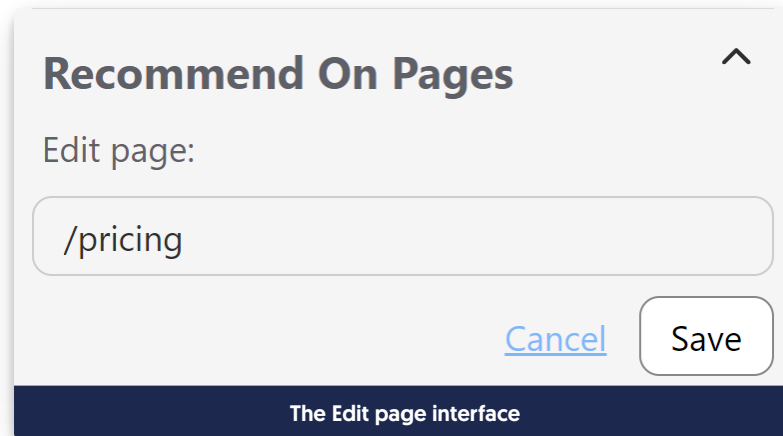 Recommend On Pages
Edit page:
/pricing
Cancel Save
The Edit page interface